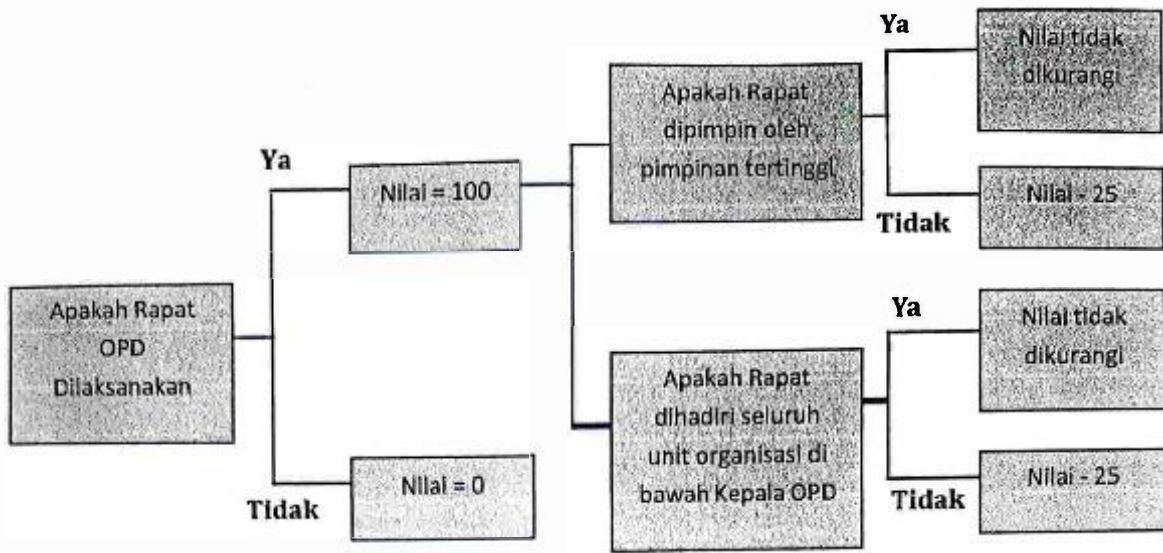 Apakah Rapat
OPD
Dilaksanakan
Ya
Nilai = 100
Tidak
Nilai = 0
Apakah Rapat
dipimpin oleh
pimpinan tertinggi
Ya
Nilai tidak
dikurangi
Tidak
Nilai - 25
Apakah Rapat
dihadiri seluruh
unit organisasi di
bawah Kepala OPD
Ya
Nilai tidak
dikurangi
Tidak
Nilai - 25